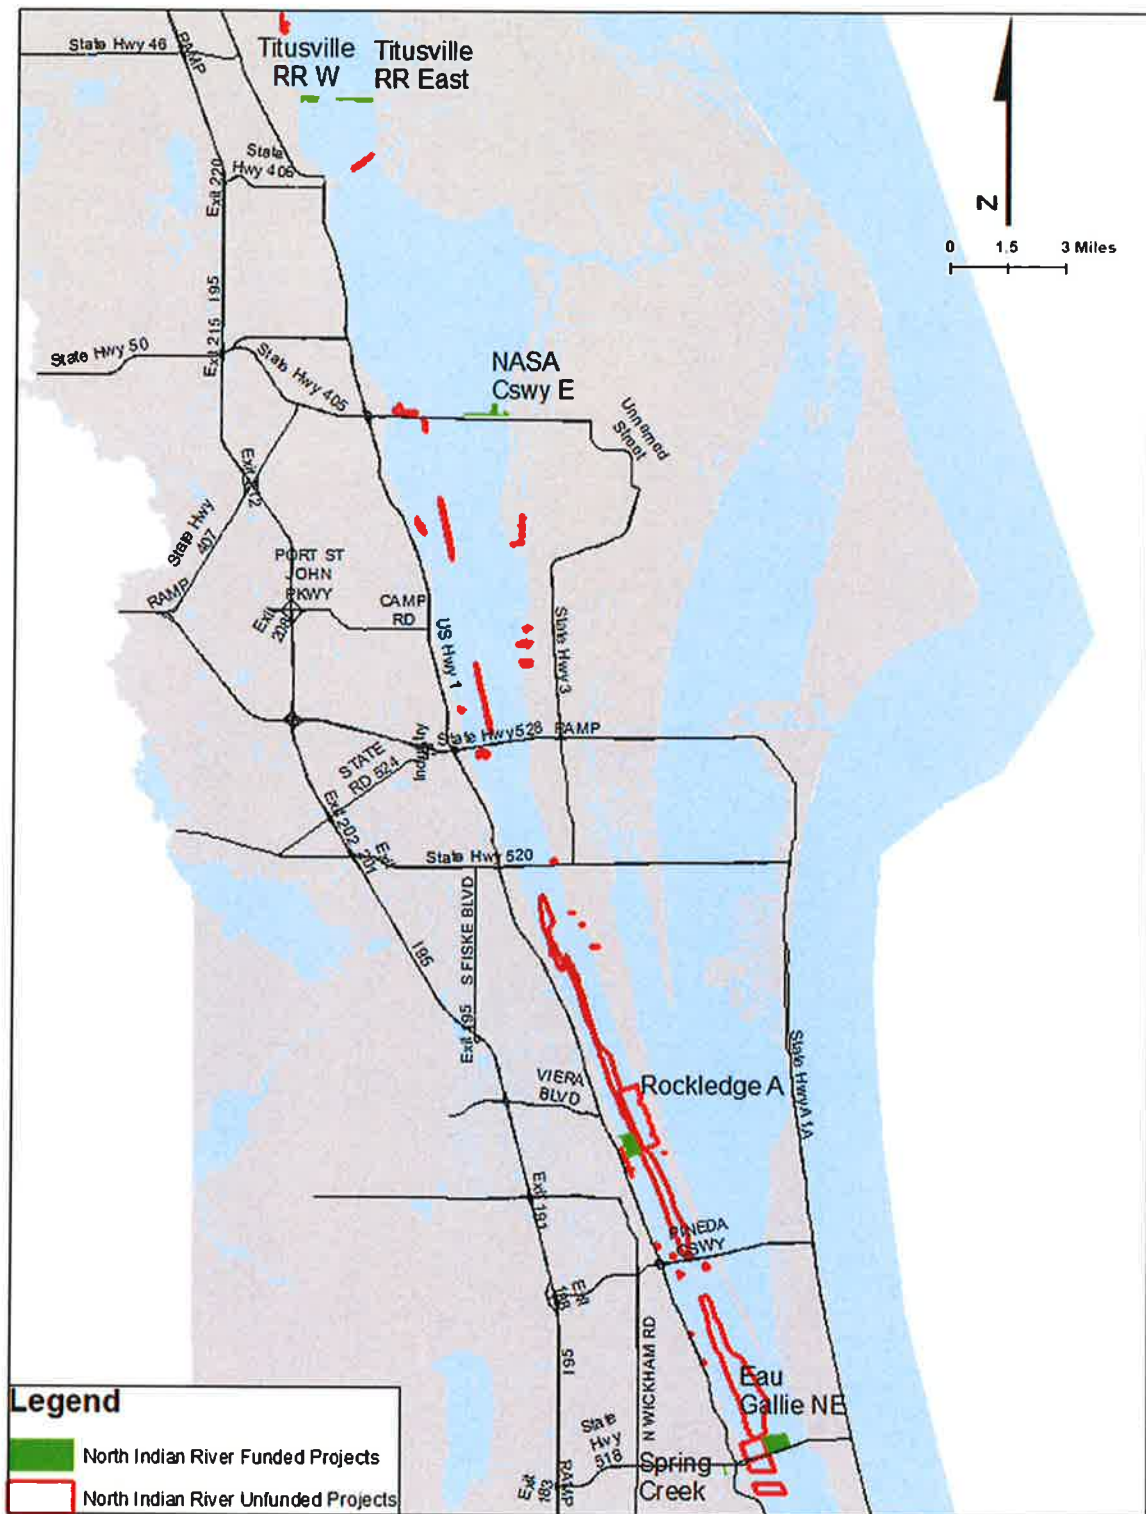 State Hwy 46
RAMP
Titusville
RR W
Titusville
RR East
State
Hwy 406
Exit 220
N
0 1.5 3 Miles
I95
State Hwy 50
Exit 215
State Hwy 405
NASA
Cswy E
Unnamed
Street
Exit 212
State Hwy
407
RAMP
PORT ST
JOHN
PKWY
Exit
208
CAMP
RD
US Hwy 1
State Hwy 3
State Hwy 528
RAMP
Industry
STATE
RD 524
Exit 202
201
Exit
State Hwy 520
S FISKE BLVD
I95
Exit 195
VIERA
BLVD
Rockledge A
State Hwy A1A
Exit 191
PINEDA
CSWY
Exit
188
I95
N WICKHAM RD
Eau
Gallie NE
State
Hwy
518
Spring
Creek
Exit
183
RAMP
Legend
North Indian River Funded Projects
North Indian River Unfunded Projects